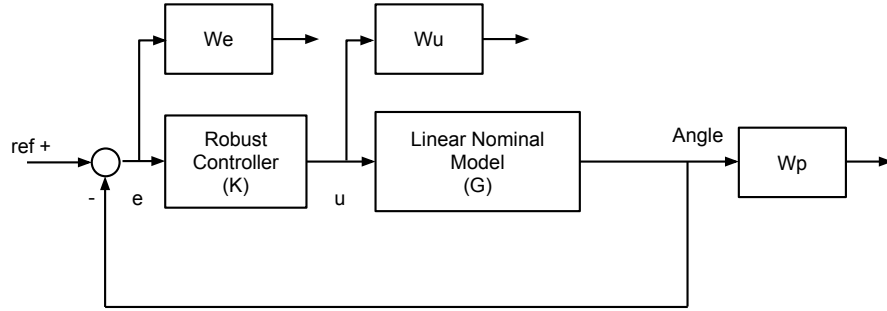 We
Wu
ref +
Robust
Controller
(K)
Linear Nominal
Model
(G)
Angle
Wp
-
e
u